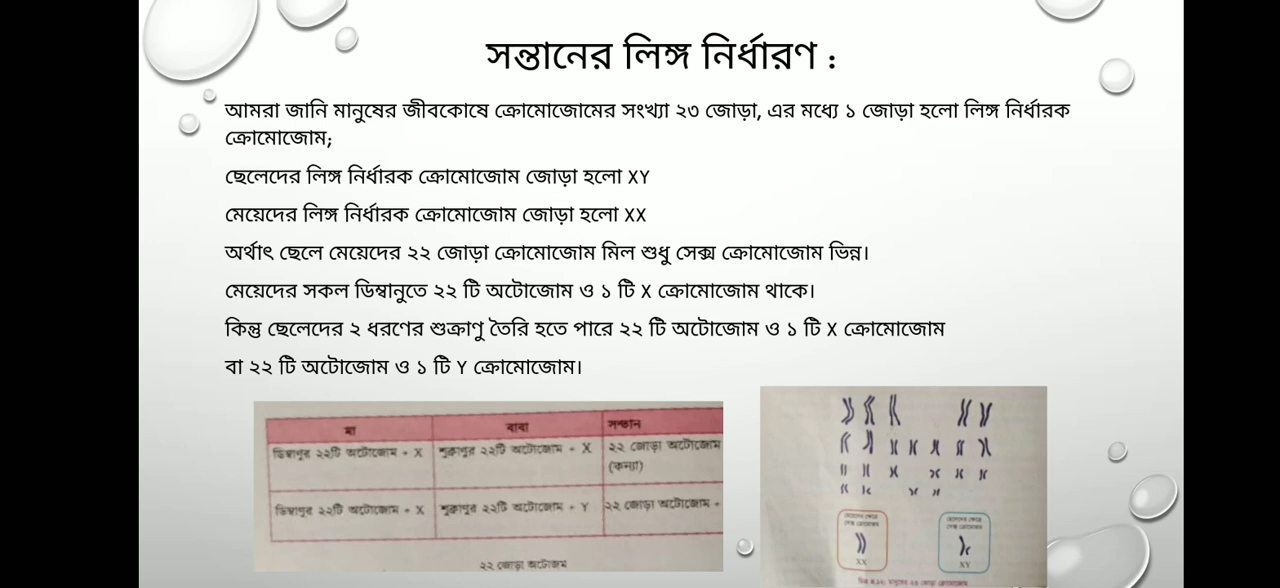 সন্তানের লিঙ্গ নির্ধারণ :
আমরা জানি মানুষের জীবকোষে ক্রোমোজোমের সংখ্যা ২৩ জোড়া, এর মধ্যে ১ জোড়া হলো লিঙ্গ নির্ধারক
ক্রোমোজোম;
ছেলেদের লিঙ্গ নির্ধারক ক্রোমোজোম জোড়া হলো XY
মেয়েদের লিঙ্গ নির্ধারক ক্রোমোজোম জোড়া হলো XX
অর্থাৎ ছেলে মেয়েদের ২২ জোড়া ক্রোমোজোম মিল শুধু সেক্স ক্রোমোজোম ভিন্ন।
মেয়েদের সকল ডিম্বানুতে ২২ টি অটোজোম ও ১ টি X ক্রোমোজোম থাকে।
কিন্তু ছেলেদের ২ ধরণের শুক্রাণু তৈরি হতে পারে ২২ টি অটোজোম ও ১ টি X ক্রোমোজোম
বা ২২ টি অটোজোম ও ১ টি Y ক্রোমোজোম।
মা বাবা সন্তান
ডিম্বাণুর ২২টি অটোজোম + X শুক্রাণুর ২২টি অটোজোম + X ২২ জোড়া অটোজোম
(কন্যা)
ডিম্বাণুর ২২টি অটোজোম + X শুক্রাণুর ২২টি অটোজোম + Y ২২ জোড়া অটোজোম +
২২ জোড়া অটোজম
XX XY